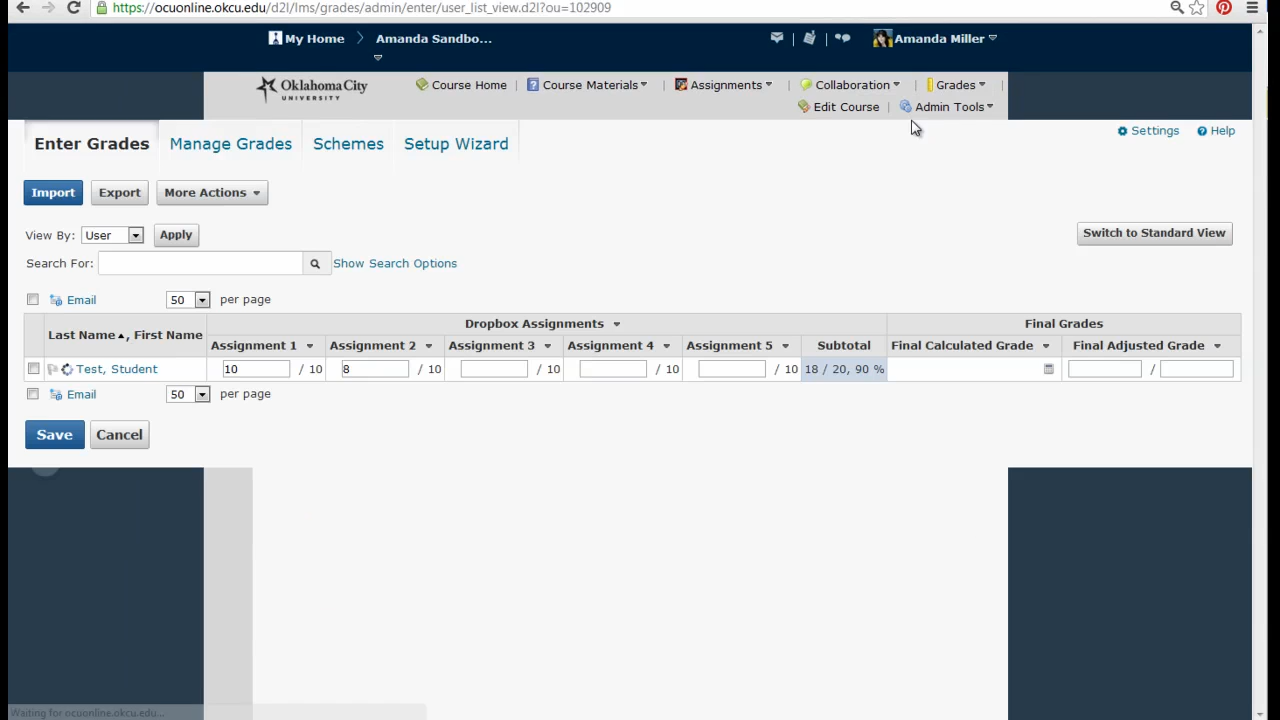 https://ocuonline.okcu.edu/d2l/lms/grades/admin/enter/user_list_view.d2l?ou=102909
My Home Amanda Sandbo... Amanda Miller
Oklahoma City
UNIVERSITY
Course Home Course Materials Assignments Collaboration Grades
Edit Course Admin Tools
Enter Grades Manage Grades Schemes Setup Wizard
Settings Help
Import Export More Actions
View By: User Apply Switch to Standard View
Search For: Show Search Options
Email 50 per page
Dropbox Assignments Final Grades
Last Name, First Name
Assignment 1 Assignment 2 Assignment 3 Assignment 4 Assignment 5 Subtotal Final Calculated Grade Final Adjusted Grade
Test, Student 10 / 10 8 / 10 / 10 / 10 / 10 18 / 20, 90 % /
Email 50 per page
Save Cancel
Waiting for ocuonline.okcu.edu...